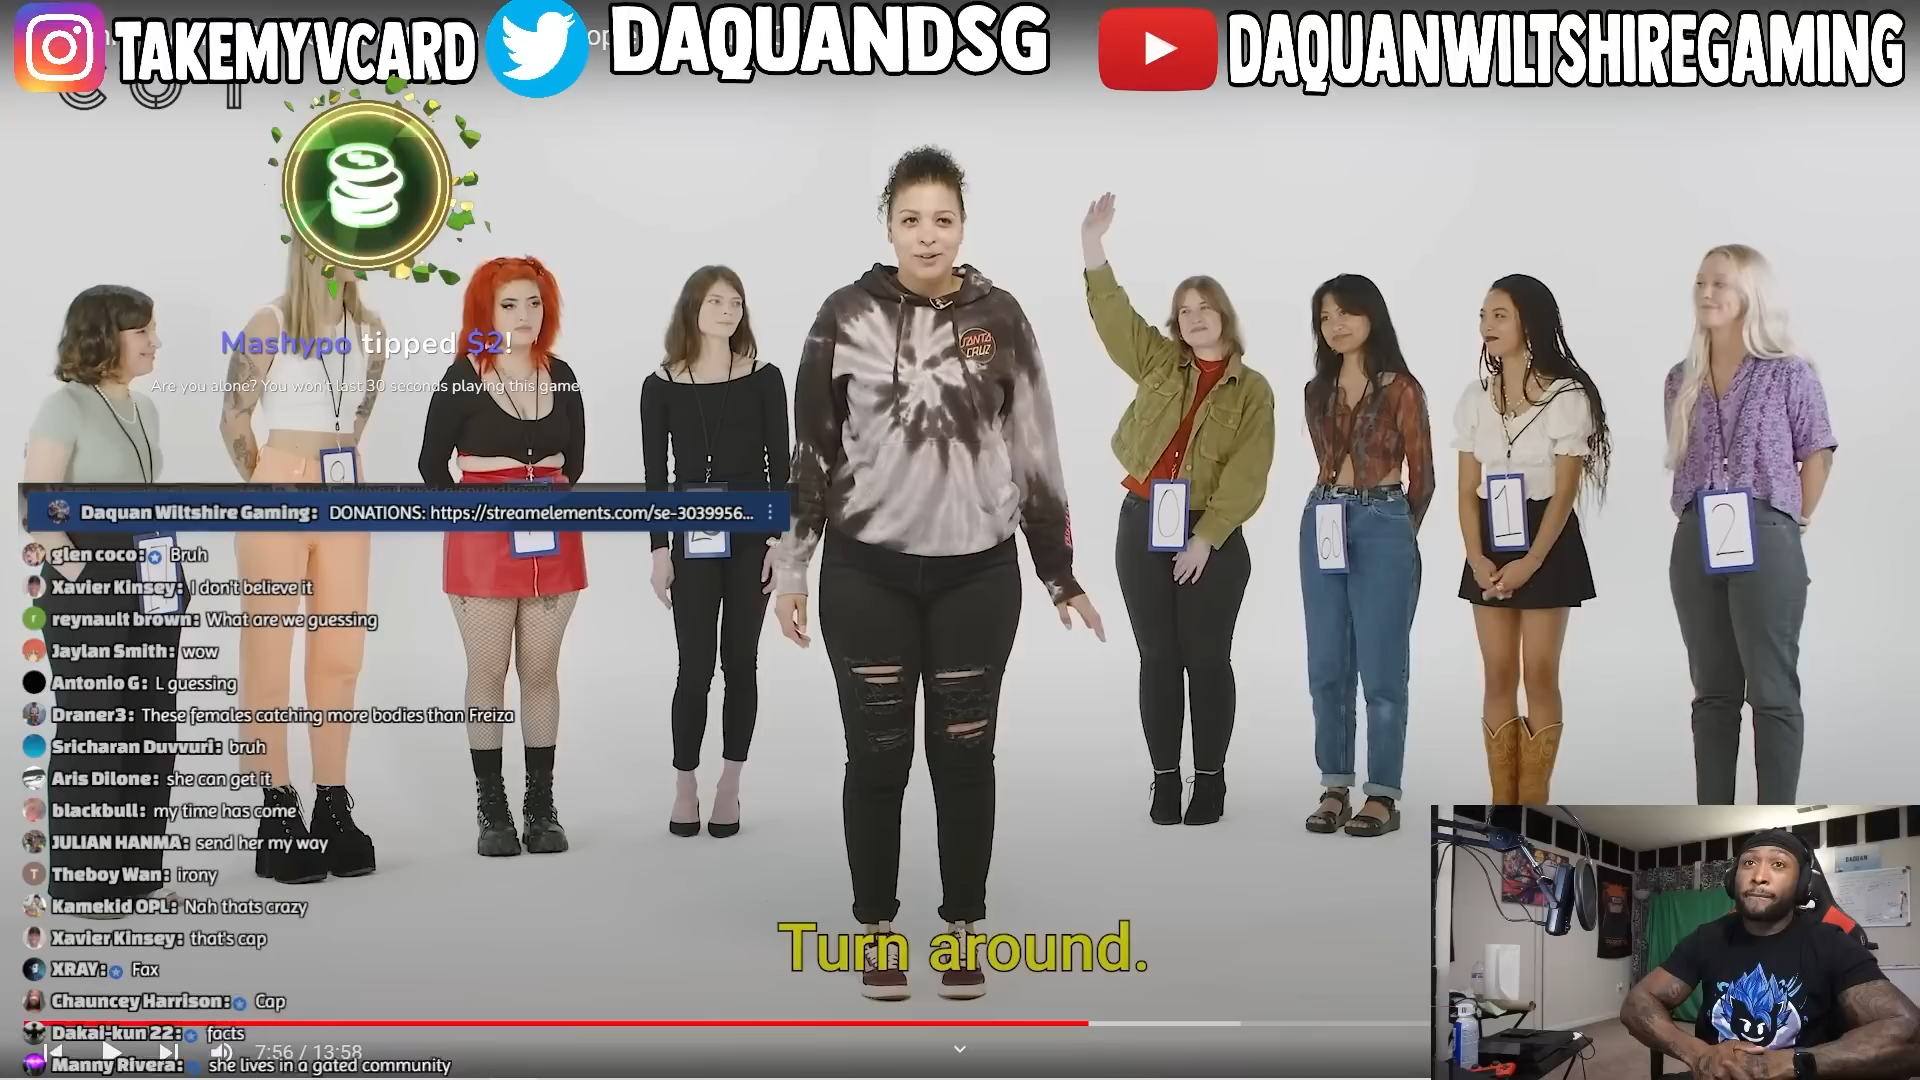 TAKEMYVCARD
DAQUANDSG
DAQUANWILTSHIREGAMING
CUT
SANTA
CRUZ
Mashypo tipped $2!
Are you alone? You won't last 30 seconds playing this game.
9
0
60
1
2
Daquan Wiltshire Gaming: DONATIONS: https://streamelements.com/se-3039956...
glen coco: Bruh
Xavier Kinsey: I don't believe it
reynault brown: What are we guessing
Jaylan Smith: wow
Antonio G: L guessing
Draner3: These females catching more bodies than Freiza
Sricharan Duvvuri: bruh
Aris Dilone: she can get it
blackbull: my time has come
JULIAN HANMA: send her my way
Theboy Wan: irony
Kamekid OPL: Nah thats crazy
Xavier Kinsey: that's cap
XRAY: Fax
Chauncey Harrison: Cap
Dakai-kun 22: facts
Manny Rivera: she lives in a gated community
Turn around.
7:56 / 13:58
DAQUAN